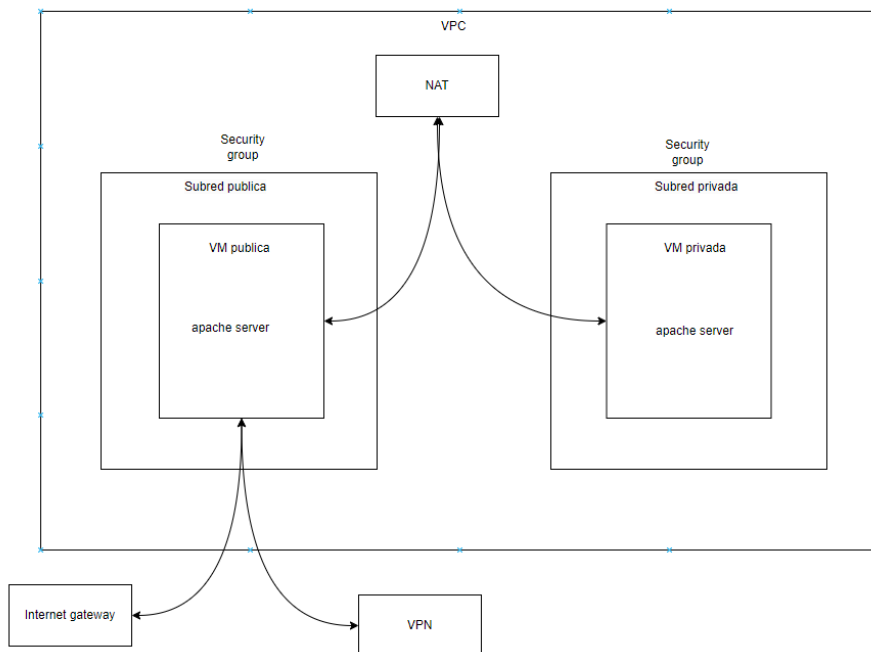 VPC
NAT
Security
group
Subred publica
VM publica
apache server
Security
group
Subred privada
VM privada
apache server
Internet gateway
VPN